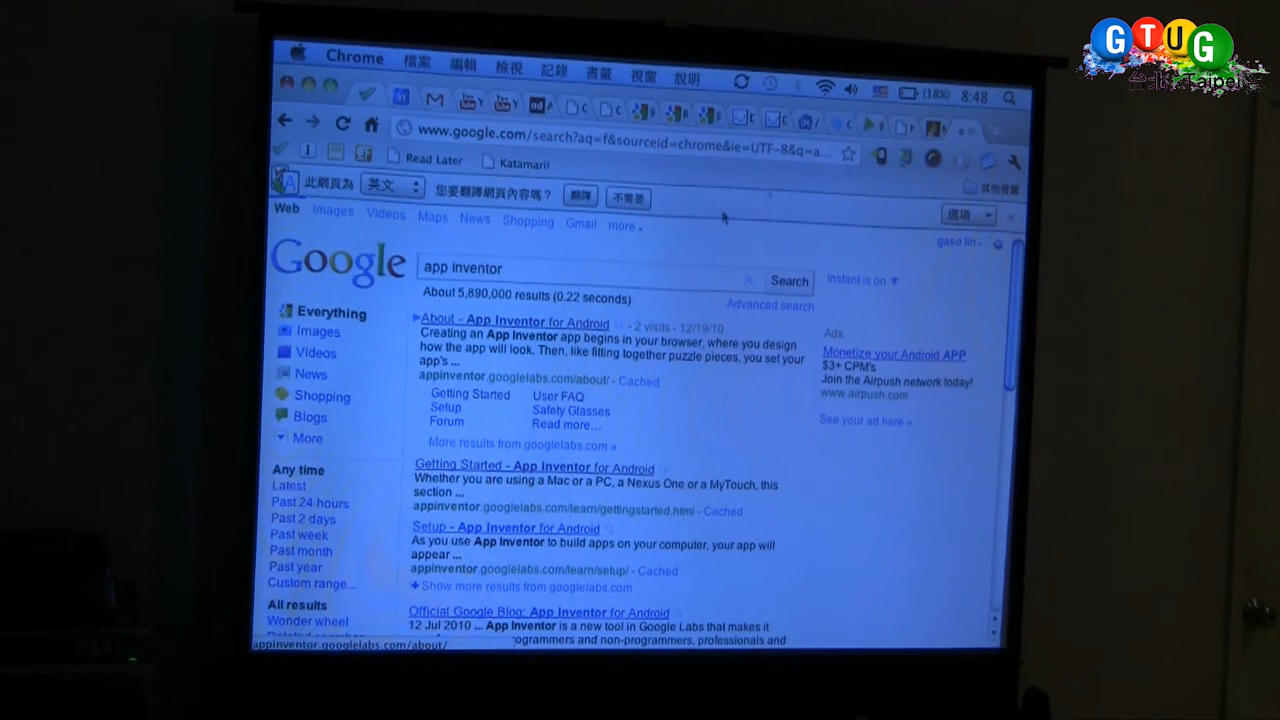 GTUG
台北 Taipei
Chrome 檔案 編輯 檢視 記錄 書籤 視窗 說明 (18%) 8:48
www.google.com/search?aq=f&sourceid=chrome&ie=UTF-8&q=a...
Read Later Katamari!
其他書籤
此網頁為 英文 您要翻譯網頁內容嗎？ 翻譯 不需要 選項
Web Images Videos Maps News Shopping Gmail more
gaso lin
Google
app inventor
Search
Instant is on
About 5,890,000 results (0.22 seconds)
Advanced search
Everything
Images
Videos
News
Shopping
Blogs
More
Any time
Latest
Past 24 hours
Past 2 days
Past week
Past month
Past year
Custom range...
All results
Wonder wheel
Related searches
About - App Inventor for Android - 2 visits - 12/19/10
Creating an App Inventor app begins in your browser, where you design
how the app will look. Then, like fitting together puzzle pieces, you set your
app's ...
appinventor.googlelabs.com/about/ - Cached
Getting Started User FAQ
Setup Safety Glasses
Forum Read more...
More results from googlelabs.com »
Getting Started - App Inventor for Android
Whether you are using a Mac or a PC, a Nexus One or a MyTouch, this
section ...
appinventor.googlelabs.com/learn/gettingstarted.html - Cached
Setup - App Inventor for Android
As you use App Inventor to build apps on your computer, your app will
appear ...
appinventor.googlelabs.com/learn/setup/ - Cached
Show more results from googlelabs.com
Official Google Blog: App Inventor for Android
12 Jul 2010 ... App Inventor is a new tool in Google Labs that makes it
programmers and non-programmers, professionals and
Ads
Monetize your Android APP
$3+ CPM's
Join the Airpush network today!
www.airpush.com
See your ad here »
appinventor.googlelabs.com/about/